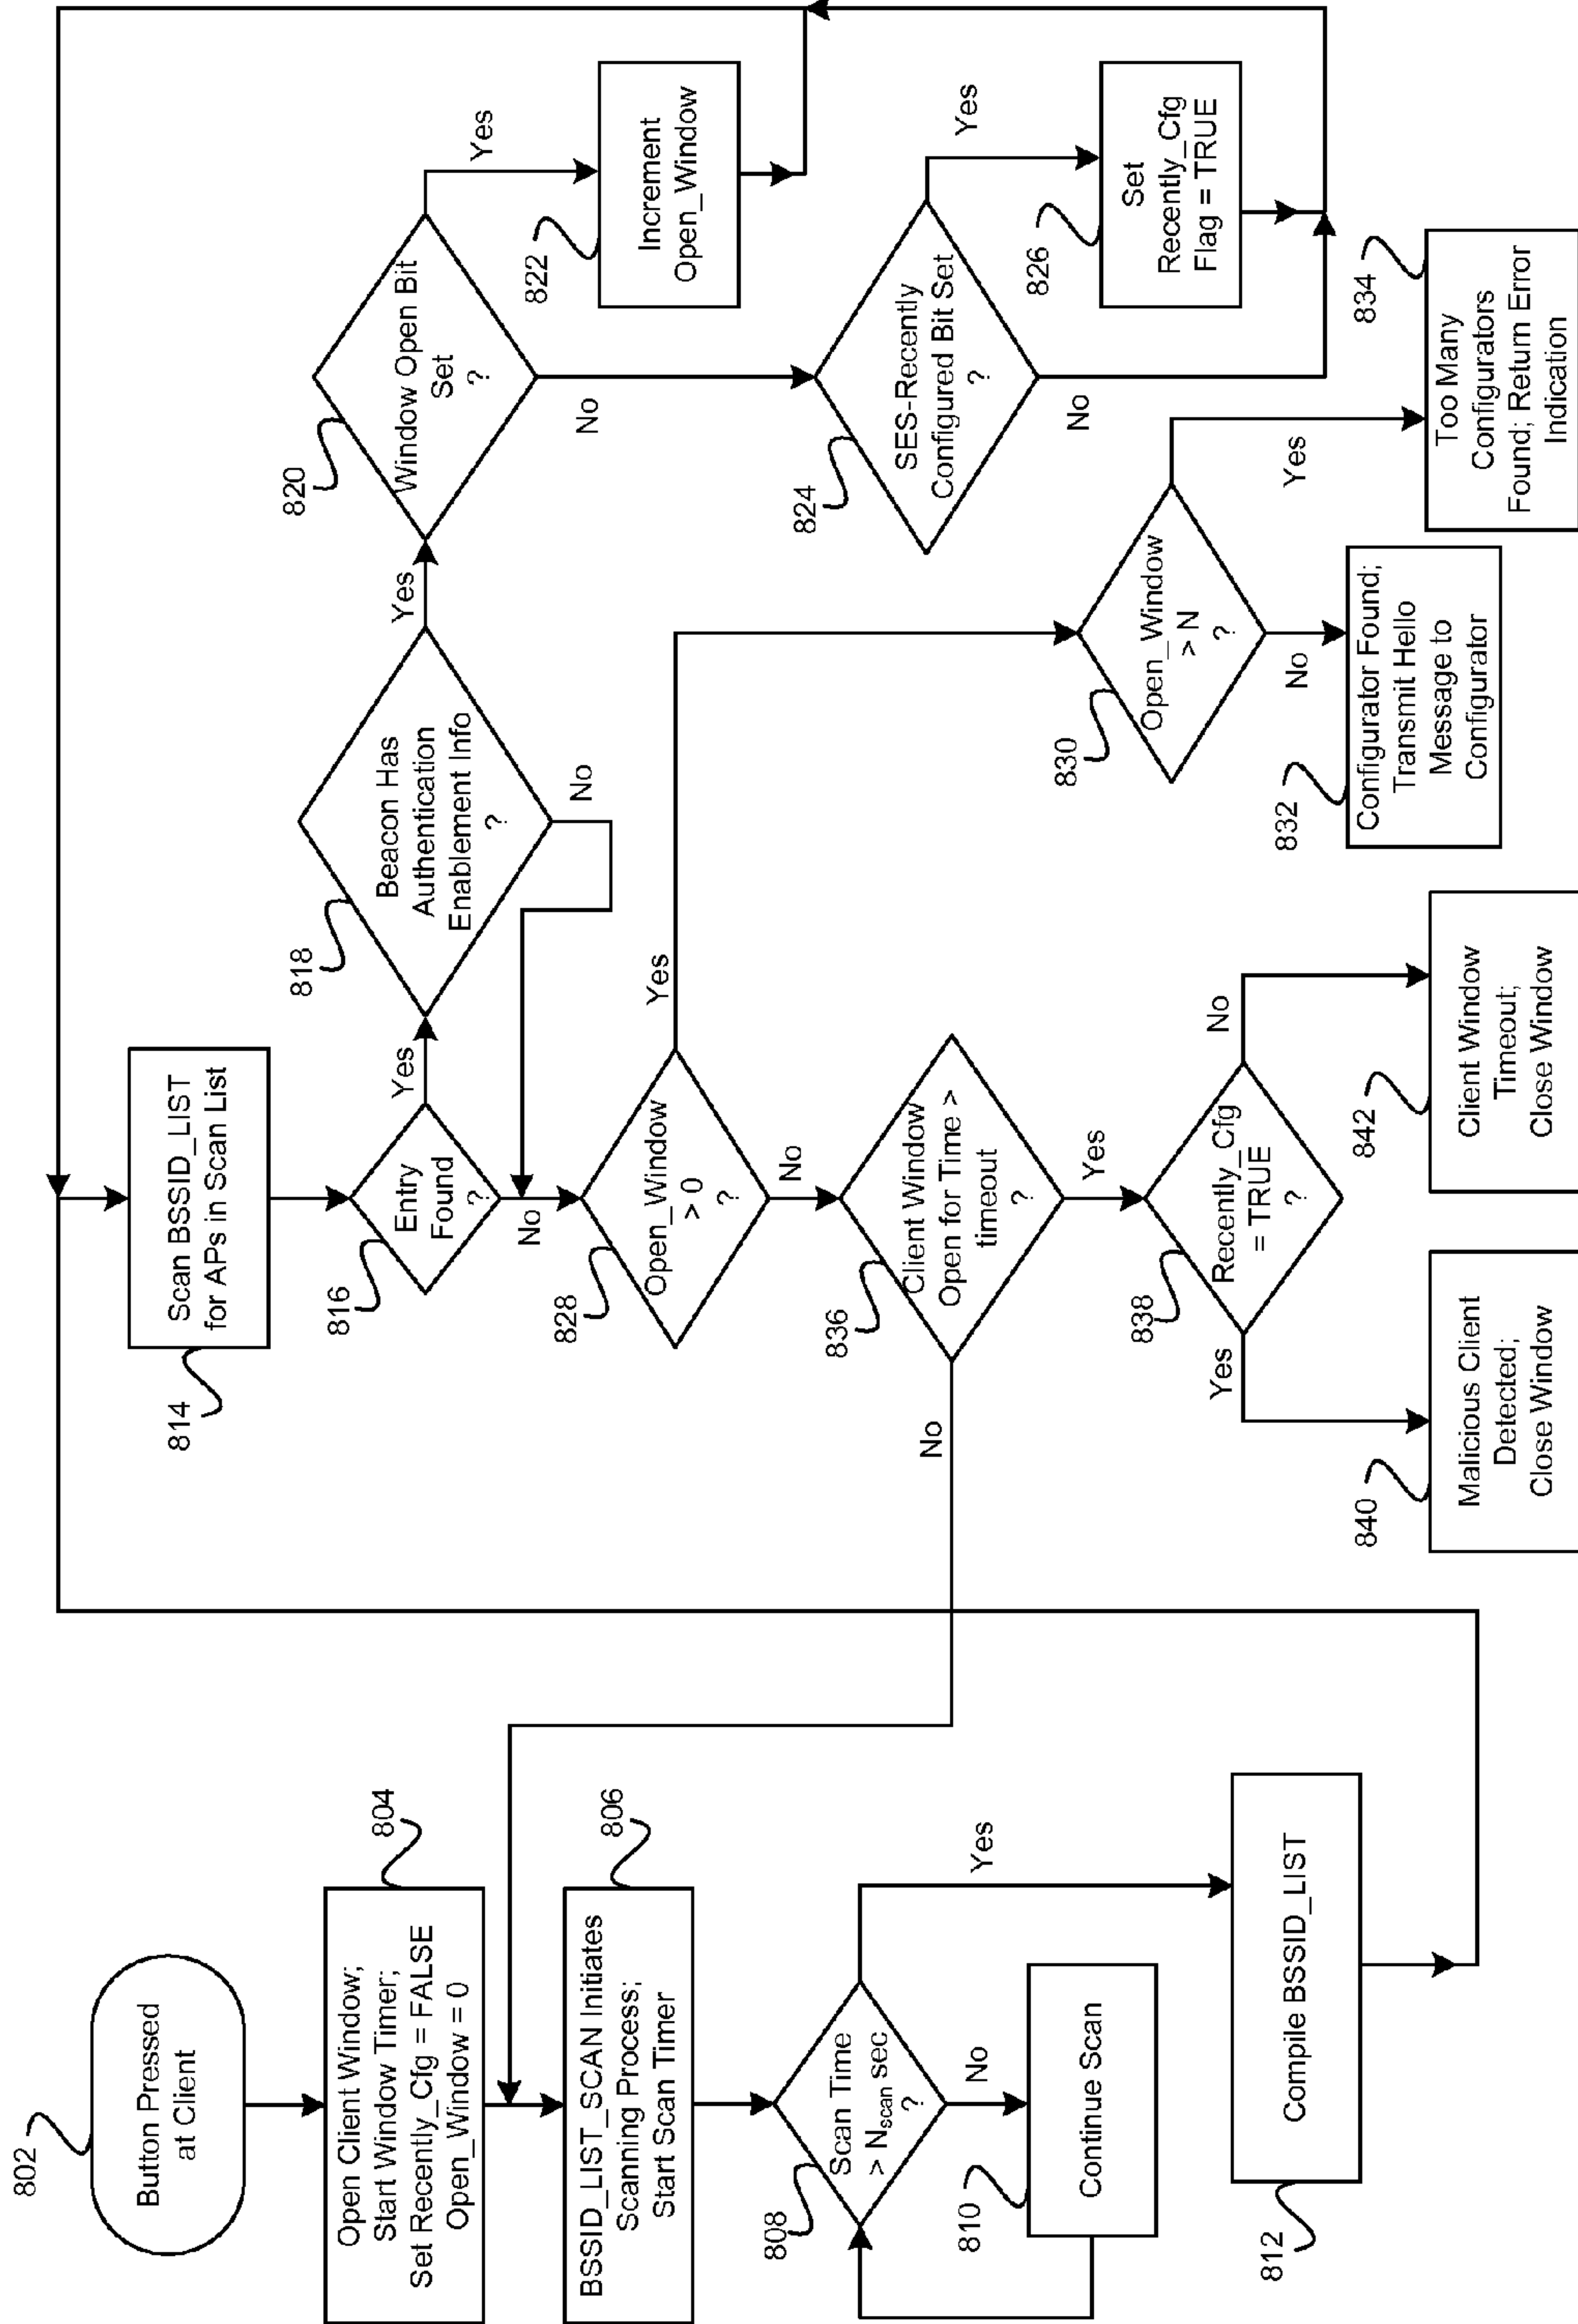 802
Button Pressed
at Client
804
Open Client Window;
Start Window Timer;
Set Recently_Cfg = FALSE
Open_Window = 0
806
BSSID_LIST_SCAN Initiates
Scanning Process;
Start Scan Timer
808
Scan Time
> Nscan sec
?
Yes
No
810
Continue Scan
812
Compile BSSID_LIST
814
Scan BSSID_LIST
for APs in Scan List
816
Entry
Found
?
Yes
No
818
Beacon Has
Authentication
Enablement Info
?
Yes
No
820
Window Open Bit
Set
?
Yes
No
822
Increment
Open_Window
824
SES-Recently
Configured Bit Set
?
Yes
No
826
Set
Recently_Cfg
Flag = TRUE
828
Open_Window
> 0
?
Yes
No
830
Open_Window
> N
?
Yes
No
832
Configurator Found;
Transmit Hello
Message to
Configurator
834
Too Many
Configurators
Found; Return Error
Indication
836
Client Window
Open for Time >
timeout
?
No
Yes
838
Recently_Cfg
= TRUE
?
Yes
No
840
Malicious Client
Detected;
Close Window
842
Client Window
Timeout;
Close Window